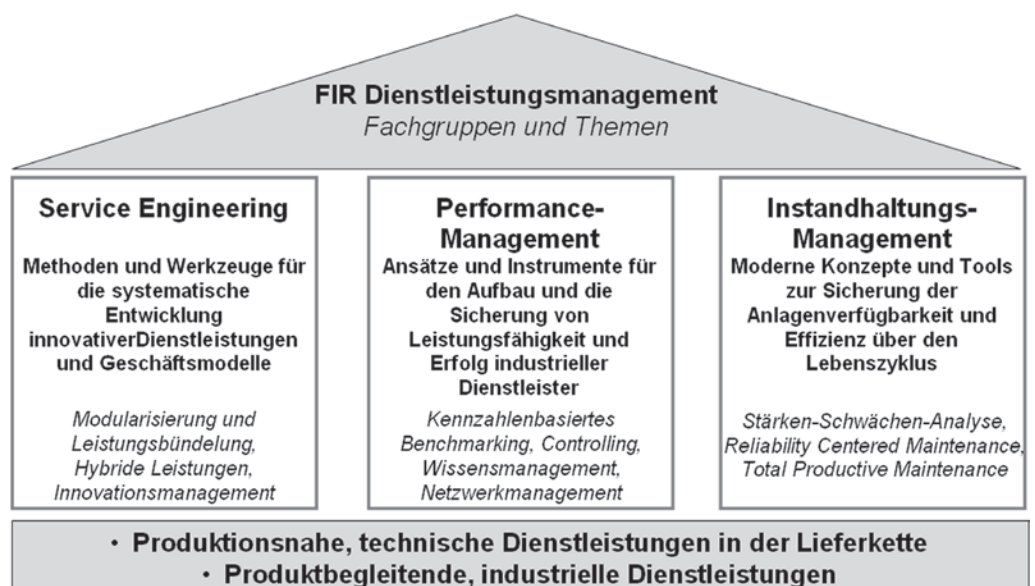 FIR Dienstleistungsmanagement
Fachgruppen und Themen
Service Engineering
Methoden und Werkzeuge für
die systematische
Entwicklung
innovativerDienstleistungen
und Geschäftsmodelle
Modularisierung und
Leistungsbündelung,
Hybride Leistungen,
Innovationsmanagement
Performance-
Management
Ansätze und Instrumente für
den Aufbau und die
Sicherung von
Leistungsfähigkeit und
Erfolg industrieller
Dienstleister
Kennzahlenbasiertes
Benchmarking, Controlling,
Wissensmanagement,
Netzwerkmanagement
Instandhaltungs-
Management
Moderne Konzepte und Tools
zur Sicherung der
Anlagenverfügbarkeit und
Effizienz über den
Lebenszyklus
Stärken-Schwächen-Analyse,
Reliability Centered Maintenance,
Total Productive Maintenance
• Produktionsnahe, technische Dienstleistungen in der Lieferkette
• Produktbegleitende, industrielle Dienstleistungen